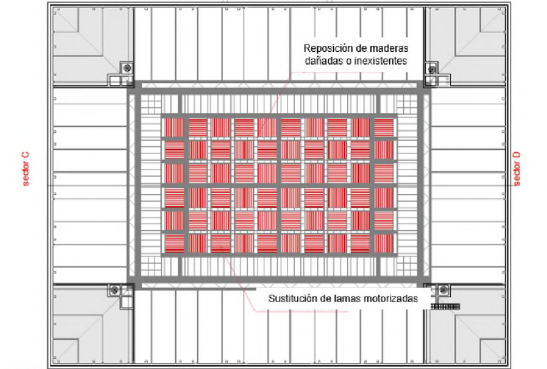 Reposición de maderas
dañadas o inexistentes
sector C
sector D
Sustitución de lamas motorizadas